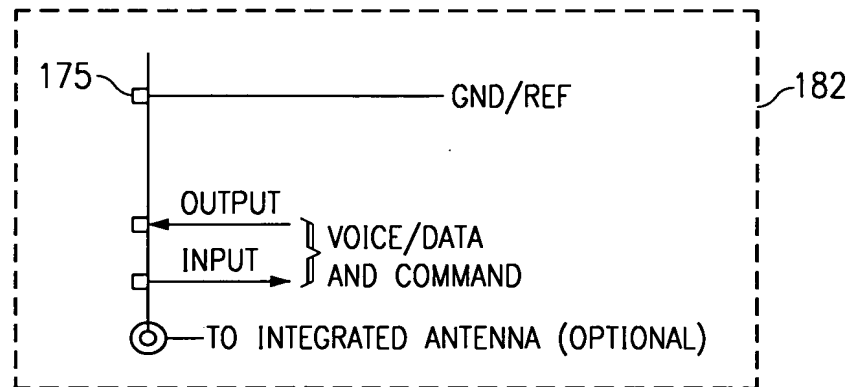 175
GND/REF
182
OUTPUT
VOICE/DATA
INPUT
AND COMMAND
TO INTEGRATED ANTENNA (OPTIONAL)